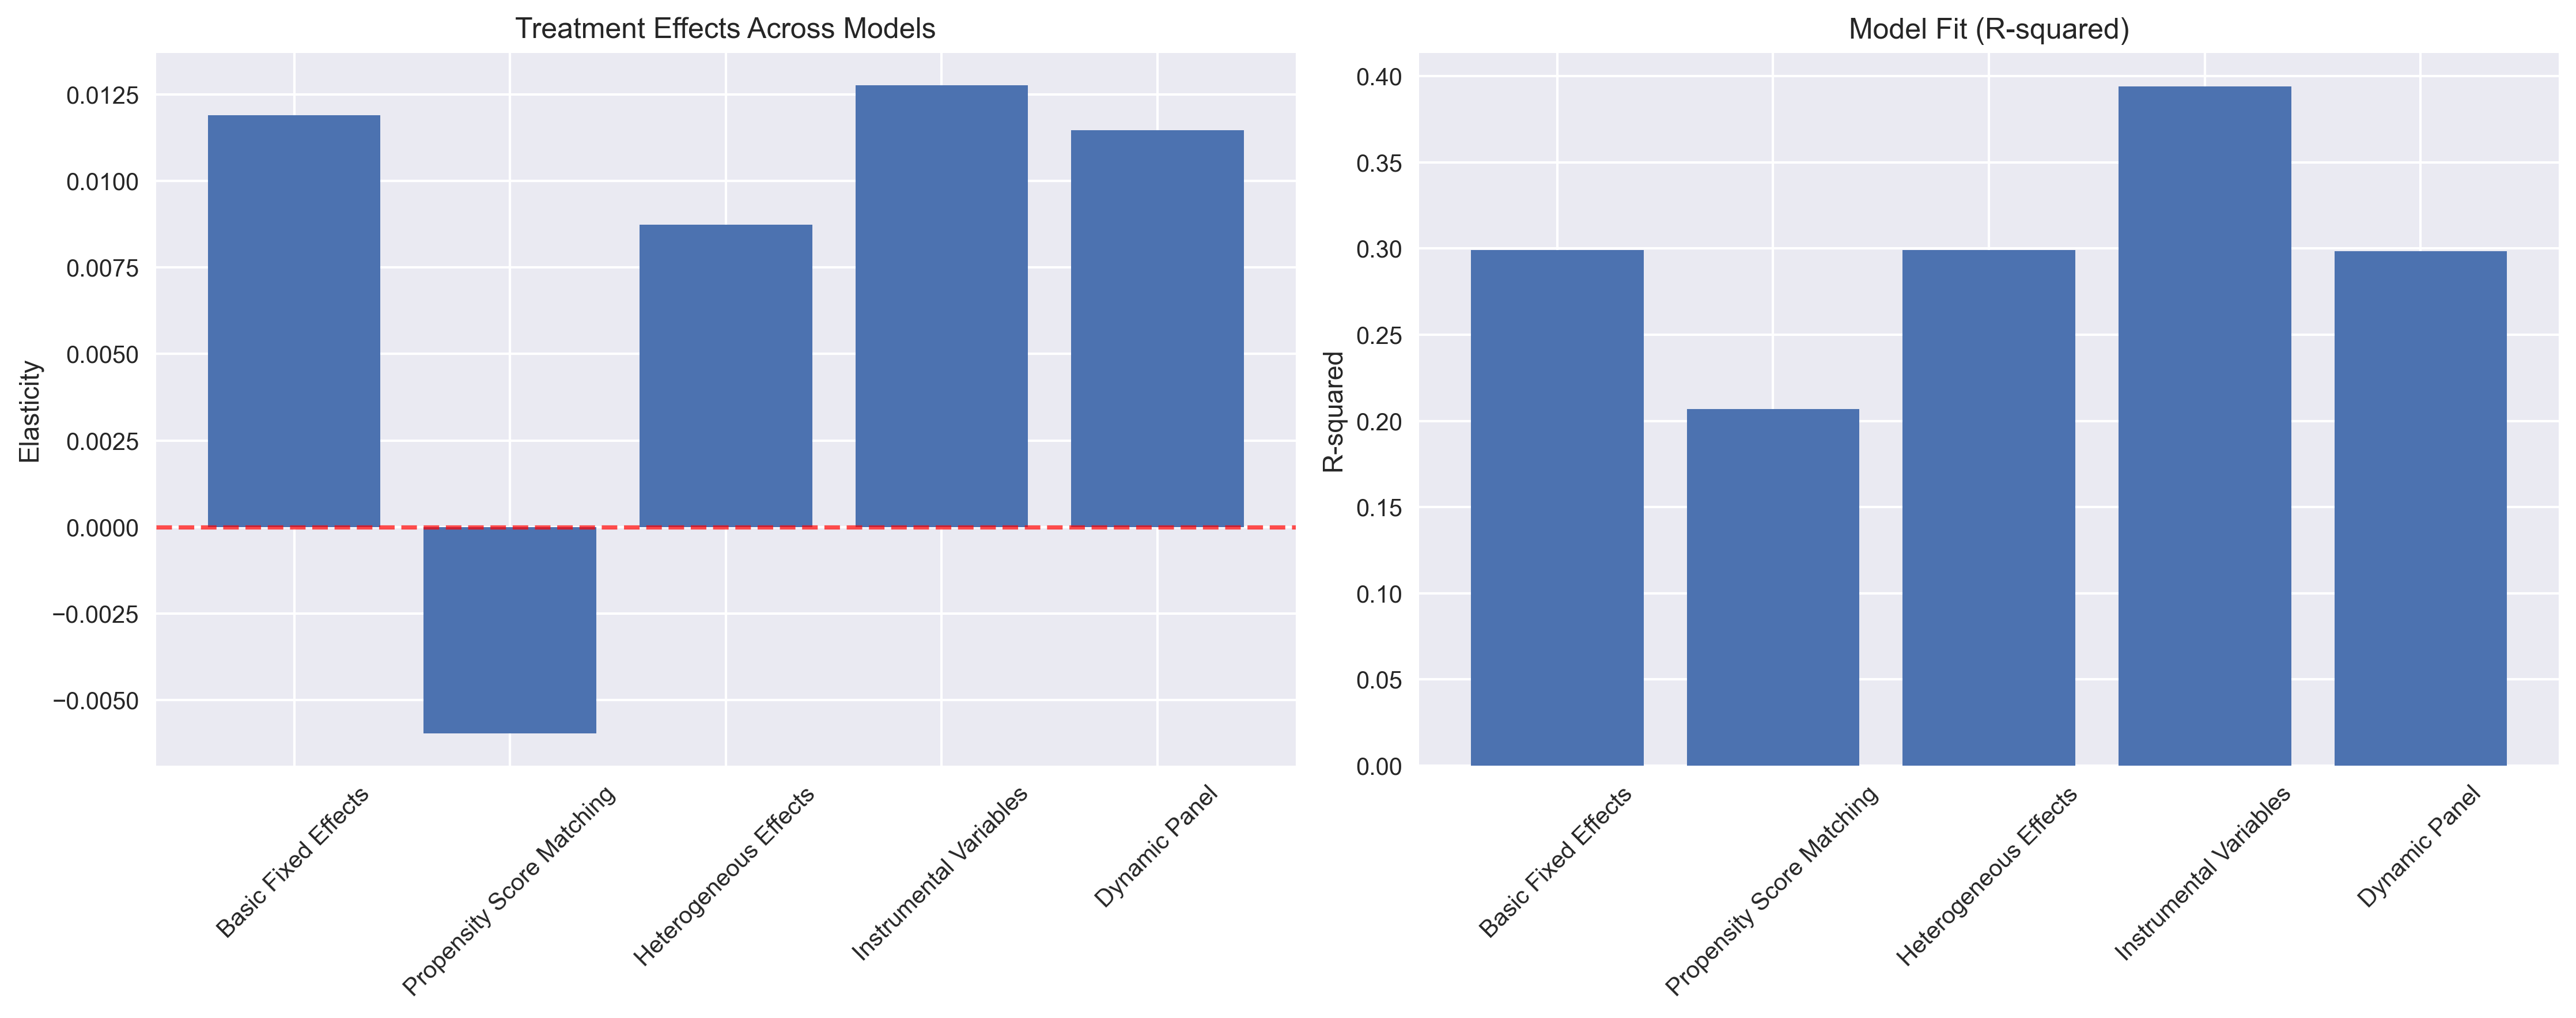 Treatment Effects Across Models
Elasticity
0.0125
0.0100
0.0075
0.0050
0.0025
0.0000
−0.0025
−0.0050
Basic Fixed Effects
Propensity Score Matching
Heterogeneous Effects
Instrumental Variables
Dynamic Panel
Model Fit (R-squared)
R-squared
0.40
0.35
0.30
0.25
0.20
0.15
0.10
0.05
0.00
Basic Fixed Effects
Propensity Score Matching
Heterogeneous Effects
Instrumental Variables
Dynamic Panel